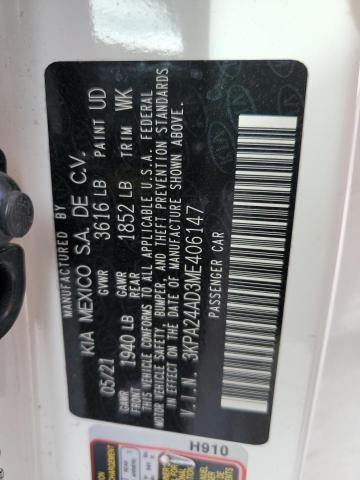 MANUFACTURED BY
KIA MEXICO S.A. DE C.V.
05/21 GVWR 3616 LB PAINT UD
GAWR FRONT 1940 LB GAWR REAR 1852 LB TRIM WK
THIS VEHICLE CONFORMS TO ALL APPLICABLE U.S.A. FEDERAL
MOTOR VEHICLE SAFETY, BUMPER, AND THEFT PREVENTION STANDARDS
IN EFFECT ON THE DATE OF MANUFACTURE SHOWN ABOVE.
V.I.N. 3KPA24AD3ME406147
PASSENGER CAR
H910